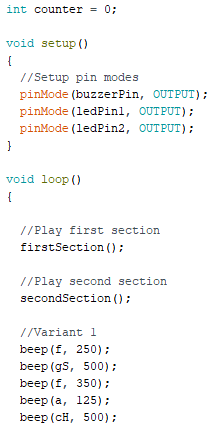 int counter = 0;
void setup()
{
//Setup pin modes
pinMode(buzzerPin, OUTPUT);
pinMode(ledPin1, OUTPUT);
pinMode(ledPin2, OUTPUT);
}
void loop()
{
//Play first section
firstSection();
//Play second section
secondSection();
//Variant 1
beep(f, 250);
beep(gS, 500);
beep(f, 350);
beep(a, 125);
beep(cH, 500);